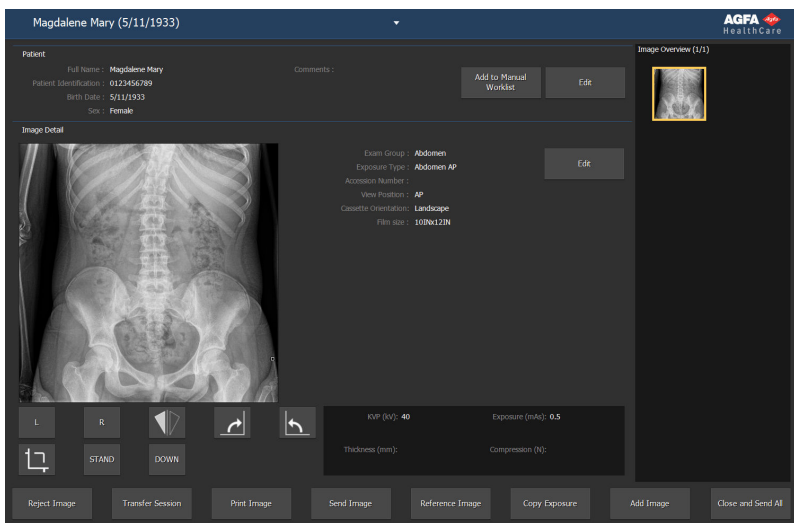 Magdalene Mary (5/11/1933)
AGFA
HealthCare
Patient
Full Name : Magdalene Mary
Patient Identification : 0123456789
Birth Date : 5/11/1933
Sex : Female
Comments :
Add to Manual
Worklist
Edit
Image Overview (1/1)
Image Detail
Exam Group : Abdomen
Exposure Type : Abdomen AP
Accession Number :
View Position : AP
Cassette Orientation: Landscape
Film size : 10INx12IN
Edit
L
R
STAND
DOWN
KVP (kV): 40
Exposure (mAs): 0.5
Thickness (mm):
Compression (N):
Reject Image
Transfer Session
Print Image
Send Image
Reference Image
Copy Exposure
Add Image
Close and Send All